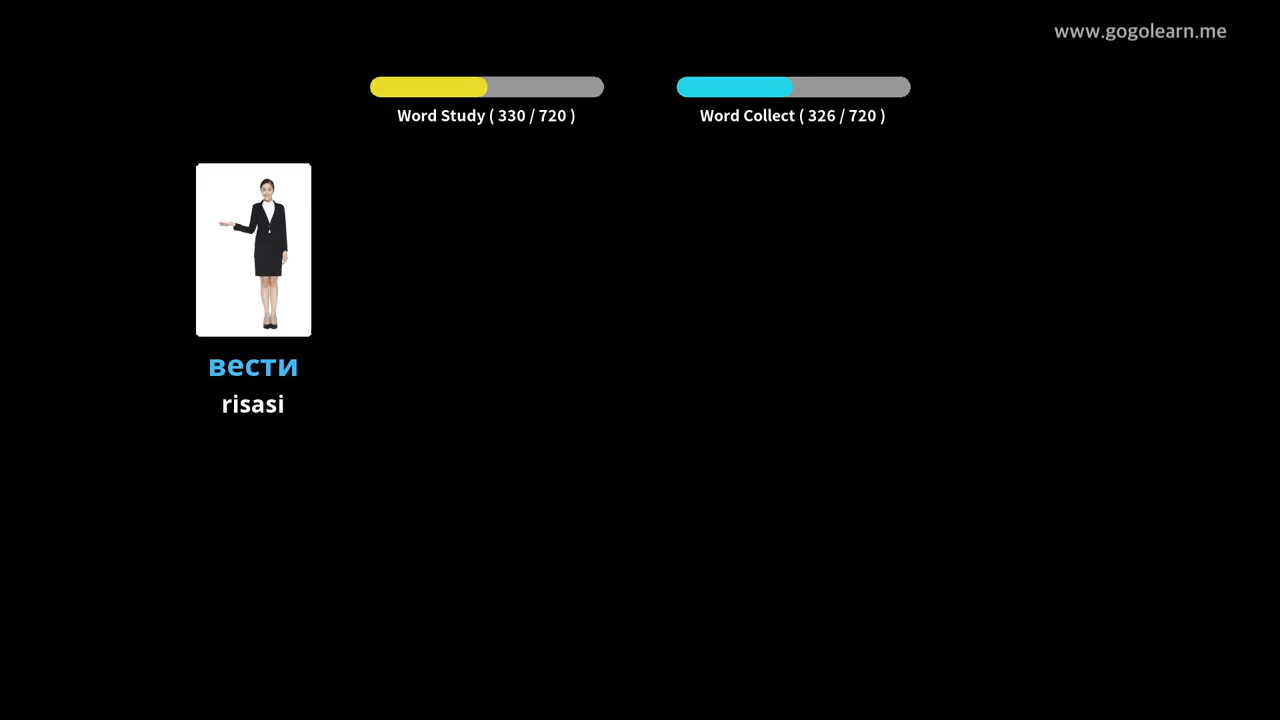 www.gogolearn.me
Word Study ( 330 / 720 )
Word Collect ( 326 / 720 )
вести
risasi